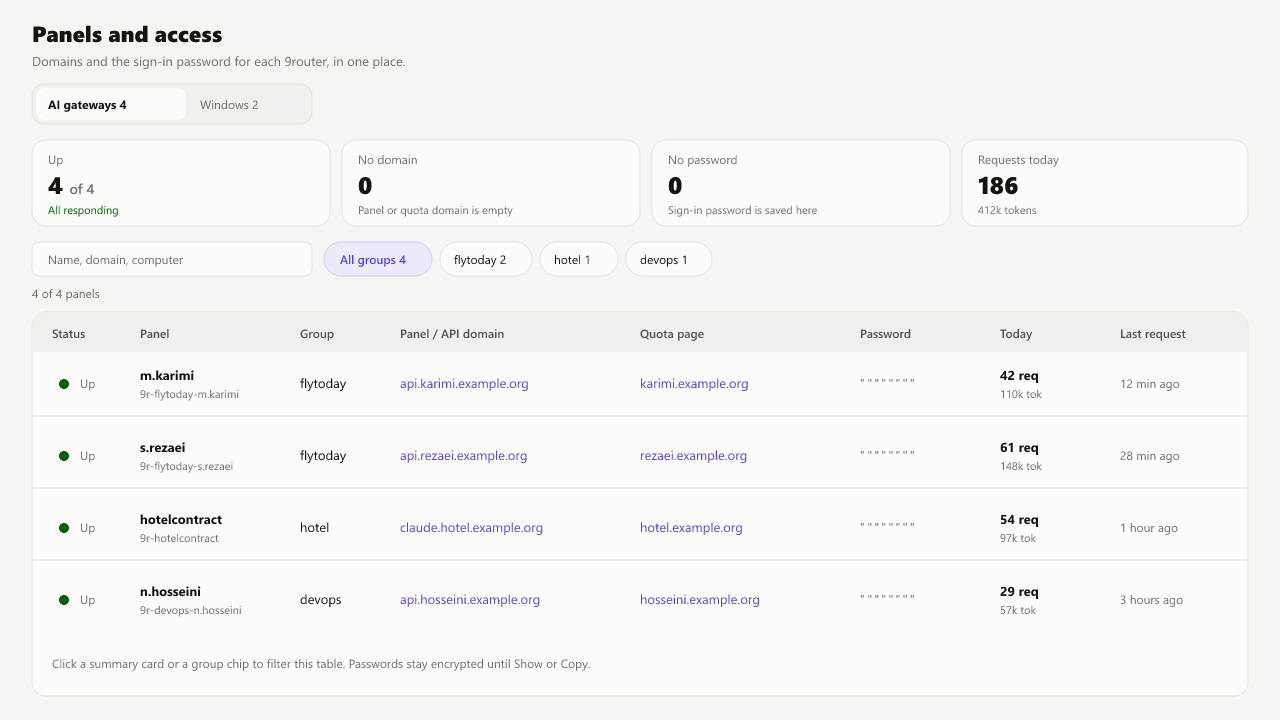 Panels and access
Domains and the sign-in password for each 9router, in one place.
AI gateways 4
Windows 2
Up
4 of 4
All responding
No domain
0
Panel or quota domain is empty
No password
0
Sign-in password is saved here
Requests today
186
412k tokens
Name, domain, computer
All groups 4
flytoday 2
hotel 1
devops 1
4 of 4 panels
Status Panel Group Panel / API domain Quota page Password Today Last request
Up
m.karimi
9r-flytoday-m.karimi
flytoday
api.karimi.example.org
karimi.example.org
""""""""
42 req
110k tok
12 min ago
Up
s.rezaei
9r-flytoday-s.rezaei
flytoday
api.rezaei.example.org
rezaei.example.org
""""""""
61 req
148k tok
28 min ago
Up
hotelcontract
9r-hotelcontract
hotel
claude.hotel.example.org
hotel.example.org
""""""""
54 req
97k tok
1 hour ago
Up
n.hosseini
9r-devops-n.hosseini
devops
api.hosseini.example.org
hosseini.example.org
""""""""
29 req
57k tok
3 hours ago
Click a summary card or a group chip to filter this table. Passwords stay encrypted until Show or Copy.